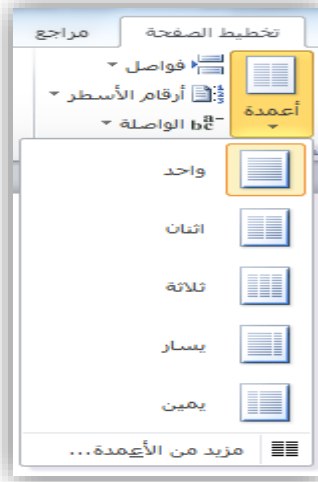 تخطيط الصفحة
مراجع
أعمدة
فواصل
أرقام الأسطر
الواصلة
واحد
اثنان
ثلاثة
يسار
يمين
مزيد من الأعمدة...